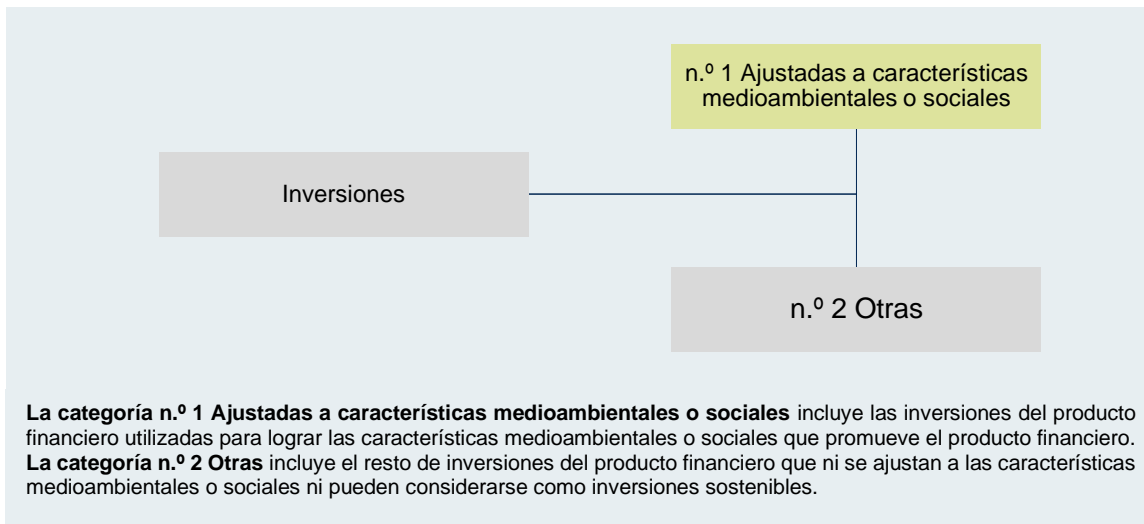 n.º 1 Ajustadas a características
medioambientales o sociales
Inversiones
n.º 2 Otras
La categoría n.º 1 Ajustadas a características medioambientales o sociales incluye las inversiones del producto
financiero utilizadas para lograr las características medioambientales o sociales que promueve el producto financiero.
La categoría n.º 2 Otras incluye el resto de inversiones del producto financiero que ni se ajustan a las características
medioambientales o sociales ni pueden considerarse como inversiones sostenibles.